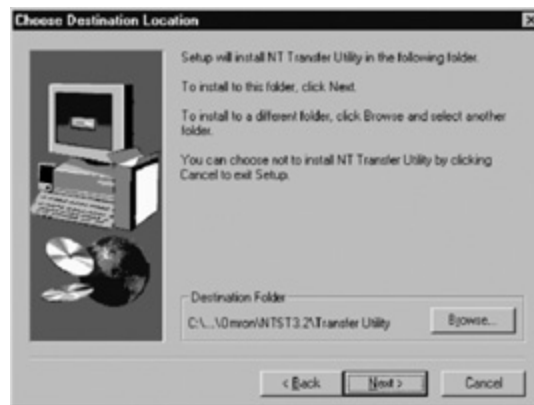 Choose Destination Location
Setup will install NT Transfer Utility in the following folder.
To install to this folder, click Next.
To install to a different folder, click Browse and select another
folder.
You can choose not to install NT Transfer Utility by clicking
Cancel to exit Setup.
Destination Folder
C:\...\Omron\NTST3.2\Transfer Utility
Browse...
< Back
Next >
Cancel